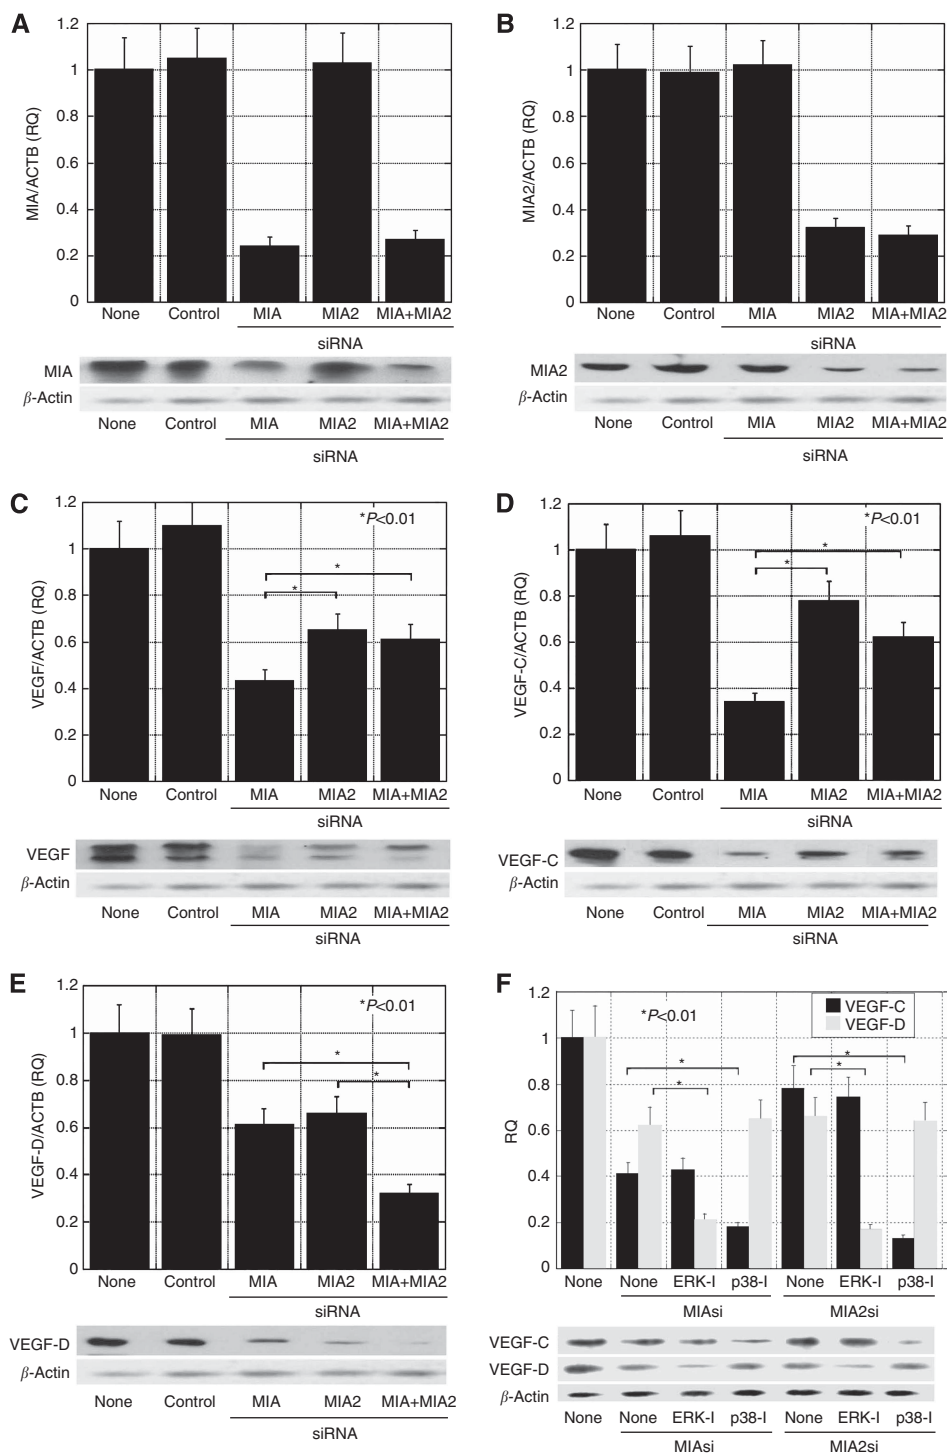 A
1.2
1
0.8
0.6
0.4
0.2
0
MIA/ACTB (RQ)
None Control MIA MIA2 MIA+MIA2
siRNA
MIA
β-Actin
None Control MIA MIA2 MIA+MIA2
siRNA
B
1.2
1
0.8
0.6
0.4
0.2
0
MIA2/ACTB (RQ)
None Control MIA MIA2 MIA+MIA2
siRNA
MIA2
β-Actin
None Control MIA MIA2 MIA+MIA2
siRNA
C
1.2
1
0.8
0.6
0.4
0.2
0
VEGF/ACTB (RQ)
*P<0.01
*
*
None Control MIA MIA2 MIA+MIA2
siRNA
VEGF
β-Actin
None Control MIA MIA2 MIA+MIA2
siRNA
D
1.2
1
0.8
0.6
0.4
0.2
0
VEGF-C/ACTB (RQ)
*P<0.01
*
*
None Control MIA MIA2 MIA+MIA2
siRNA
VEGF-C
β-Actin
None Control MIA MIA2 MIA+MIA2
siRNA
E
1.2
1
0.8
0.6
0.4
0.2
0
VEGF-D/ACTB (RQ)
*P<0.01
*
*
None Control MIA MIA2 MIA+MIA2
siRNA
VEGF-D
β-Actin
None Control MIA MIA2 MIA+MIA2
siRNA
F
1.2
1
0.8
0.6
0.4
0.2
0
RQ
*P<0.01
VEGF-C
VEGF-D
*
*
*
*
None None ERK-I p38-I None ERK-I p38-I
MIAsi MIA2si
VEGF-C
VEGF-D
β-Actin
None None ERK-I p38-I None ERK-I p38-I
MIAsi MIA2si